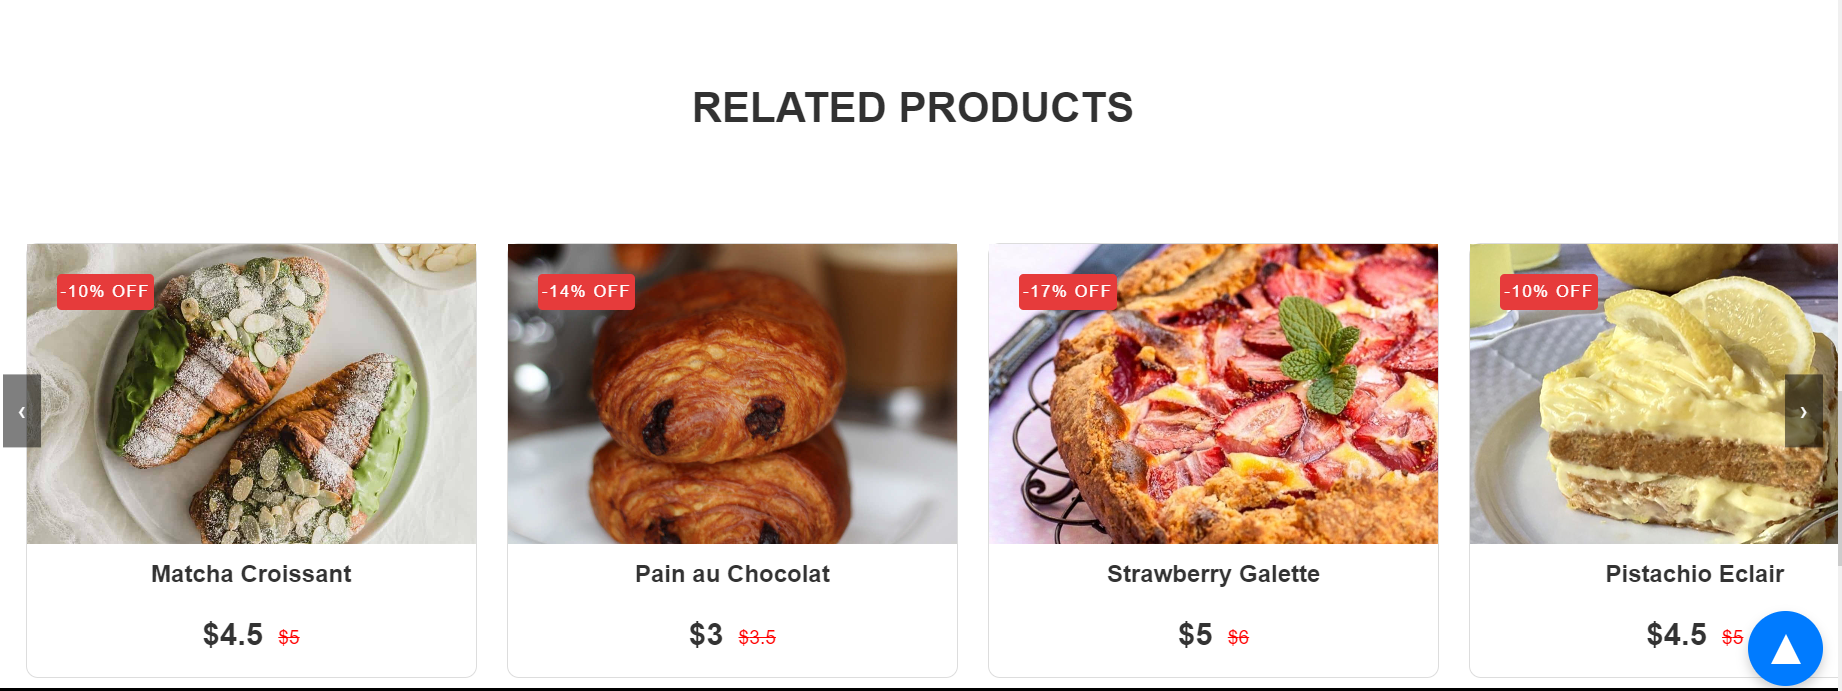 RELATED PRODUCTS
-10% OFF
-14% OFF
-17% OFF
-10% OFF
‹
›
Matcha Croissant
Pain au Chocolat
Strawberry Galette
Pistachio Eclair
$4.5 $5
$3 $3.5
$5 $6
$4.5 $5